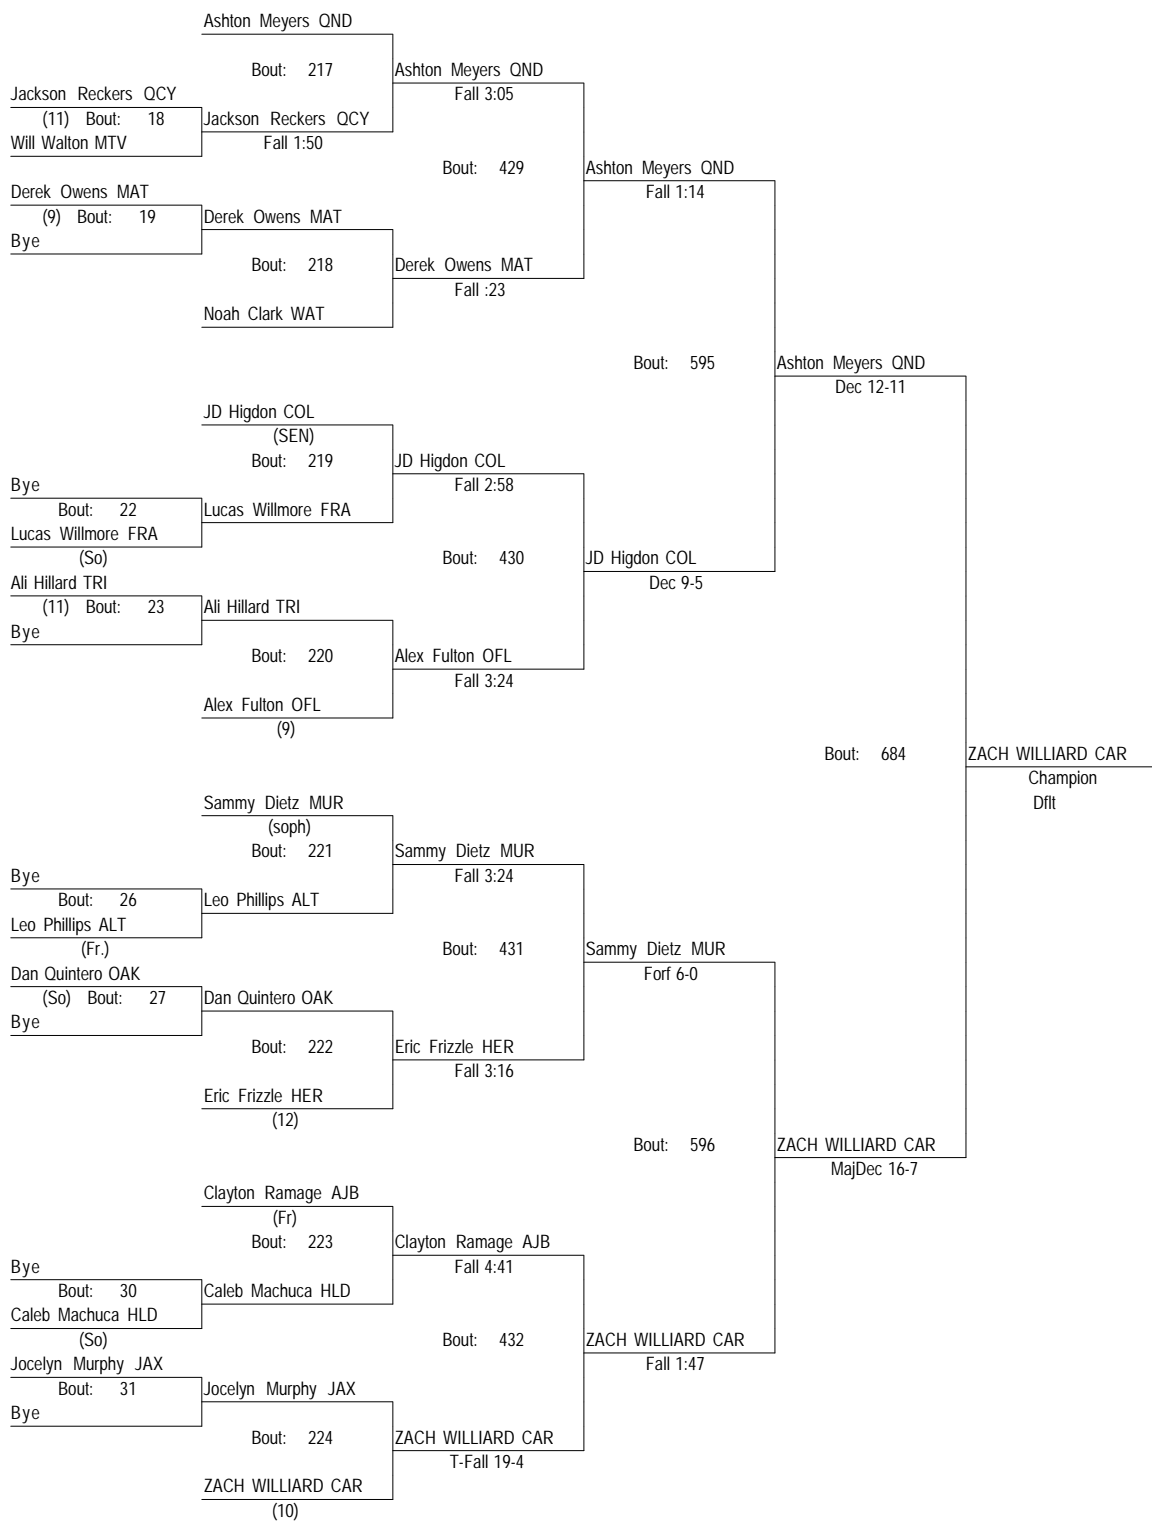 Ashton Meyers QND
Bout: 217 Ashton Meyers QND
Jackson Reckers QCY Fall 3:05
(11) Bout: 18 Jackson Reckers QCY
Will Walton MTV Fall 1:50
Bout: 429 Ashton Meyers QND
Derek Owens MAT Fall 1:14
(9) Bout: 19 Derek Owens MAT
Bye
Bout: 218 Derek Owens MAT
Fall :23
Noah Clark WAT
Bout: 595 Ashton Meyers QND
Dec 12-11
JD Higdon COL
(SEN)
Bout: 219 JD Higdon COL
Bye Fall 2:58
Bout: 22 Lucas Willmore FRA
Lucas Willmore FRA
(So) Bout: 430 JD Higdon COL
Ali Hillard TRI Dec 9-5
(11) Bout: 23 Ali Hillard TRI
Bye
Bout: 220 Alex Fulton OFL
Fall 3:24
Alex Fulton OFL
(9)
Bout: 684 ZACH WILLIARD CAR
Champion
Sammy Dietz MUR Dflt
(soph)
Bout: 221 Sammy Dietz MUR
Bye Fall 3:24
Bout: 26 Leo Phillips ALT
Leo Phillips ALT
(Fr.) Bout: 431 Sammy Dietz MUR
Dan Quintero OAK Forf 6-0
(So) Bout: 27 Dan Quintero OAK
Bye
Bout: 222 Eric Frizzle HER
Fall 3:16
Eric Frizzle HER
(12)
Bout: 596 ZACH WILLIARD CAR
MajDec 16-7
Clayton Ramage AJB
(Fr)
Bout: 223 Clayton Ramage AJB
Bye Fall 4:41
Bout: 30 Caleb Machuca HLD
Caleb Machuca HLD
(So) Bout: 432 ZACH WILLIARD CAR
Jocelyn Murphy JAX Fall 1:47
Bout: 31 Jocelyn Murphy JAX
Bye
Bout: 224 ZACH WILLIARD CAR
T-Fall 19-4
ZACH WILLIARD CAR
(10)